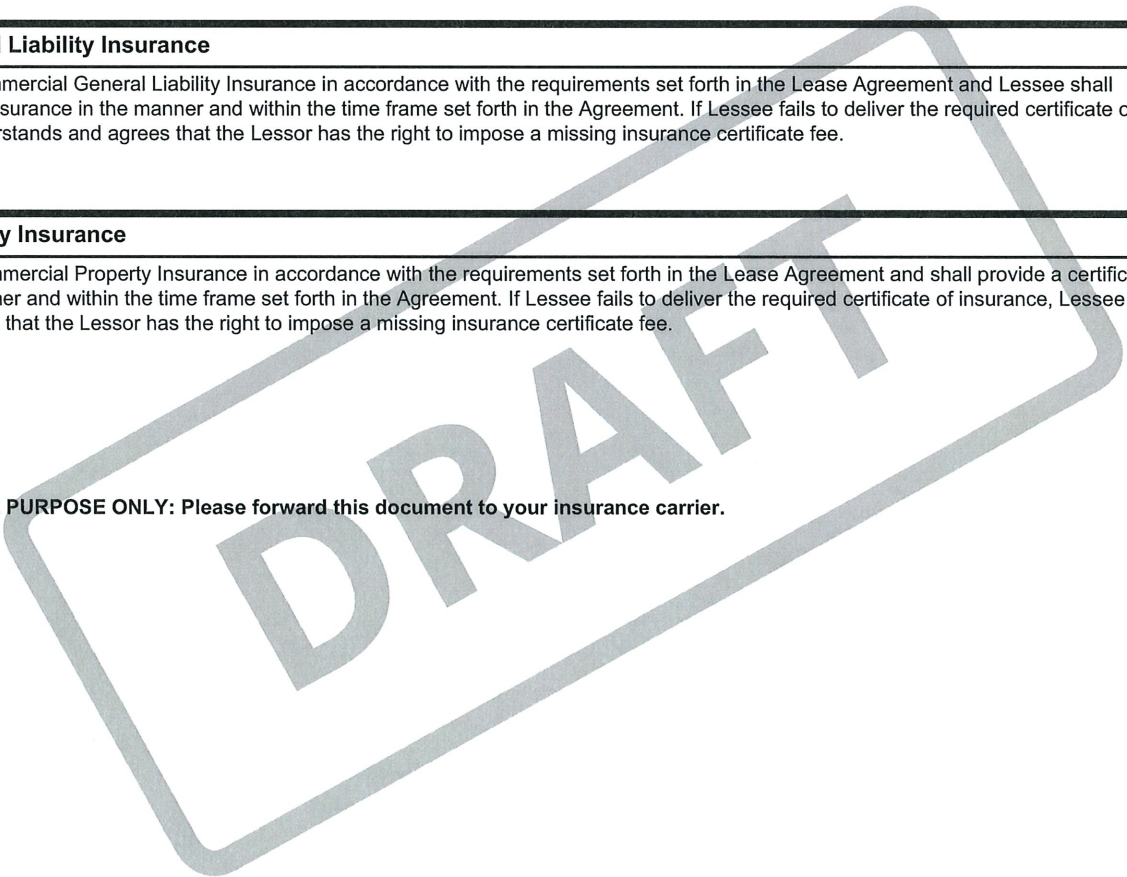 Liability Insurance
mmercial General Liability Insurance in accordance with the requirements set forth in the Lease Agreement and Lessee shall
surance in the manner and within the time frame set forth in the Agreement. If Lessee fails to deliver the required certificate o
rstands and agrees that the Lessor has the right to impose a missing insurance certificate fee.
y Insurance
mmercial Property Insurance in accordance with the requirements set forth in the Lease Agreement and shall provide a certific
ner and within the time frame set forth in the Agreement. If Lessee fails to deliver the required certificate of insurance, Lessee
that the Lessor has the right to impose a missing insurance certificate fee.
PURPOSE ONLY: Please forward this document to your insurance carrier.
DRAFT